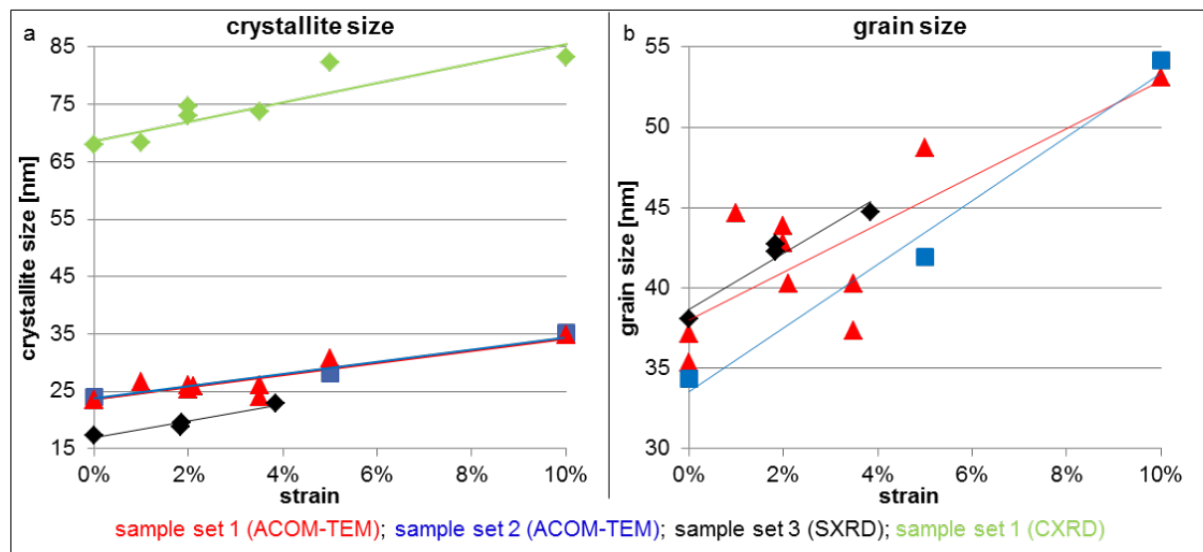 a
crystallite size
85
75
65
55
45
35
25
15
crystallite size [nm]
0%
2%
4%
6%
8%
10%
strain
b
grain size
55
50
45
40
35
30
grain size [nm]
0%
2%
4%
6%
8%
10%
strain
sample set 1 (ACOM-TEM); sample set 2 (ACOM-TEM); sample set 3 (SXRD); sample set 1 (CXRD)